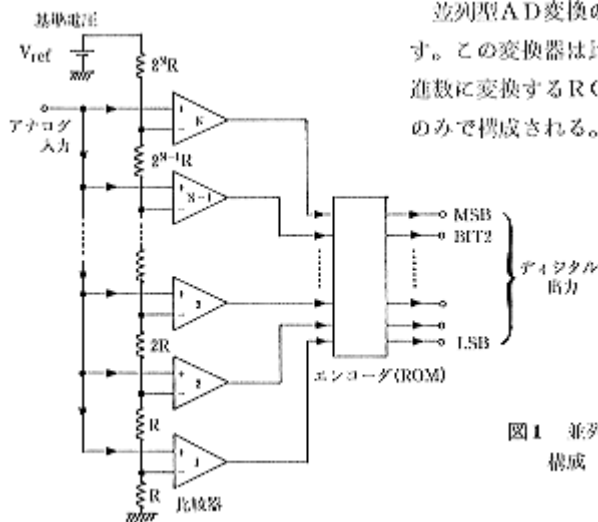 基準電圧
Vref
2ᴺR
アナログ
入力
2ᴺ⁻¹R
N-1
3
2R
2
R
1
R
比較器
エンコーダ(ROM)
MSB
BIT2
LSB
ディジタル
出力
並列型AD変換の
す。この変換器は比
進数に変換するRO
のみで構成される。
図1 並列
構成